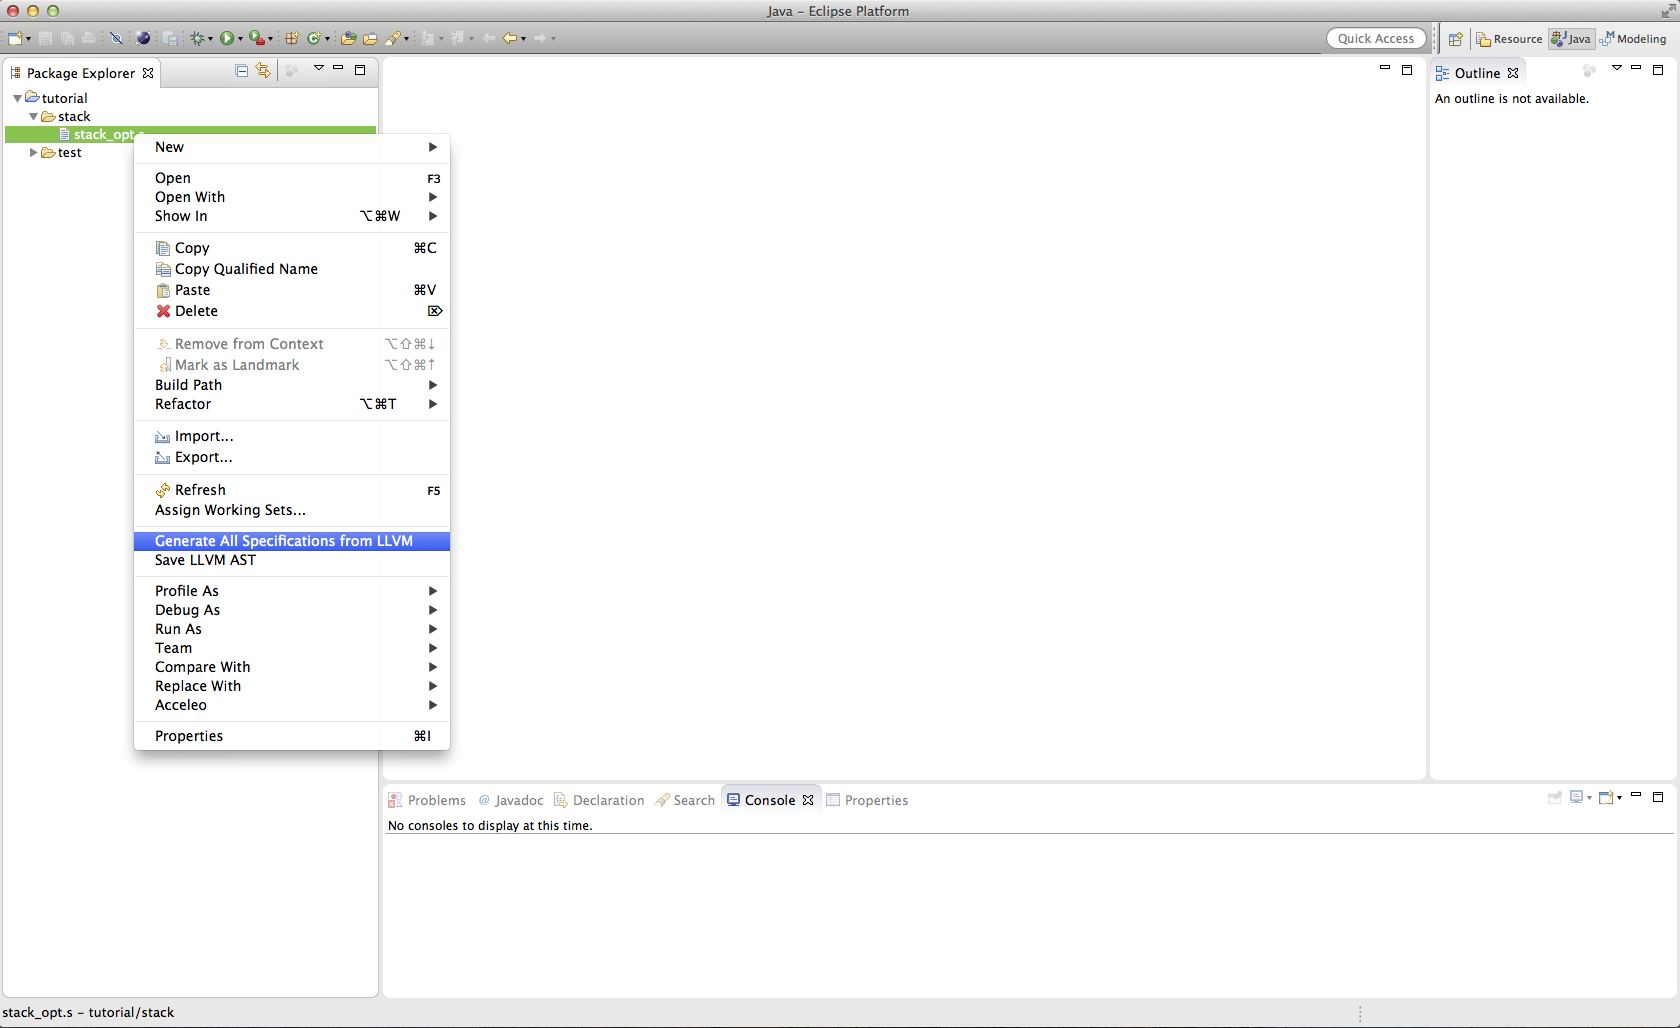 Java - Eclipse Platform
Quick Access
Resource
Java
Modeling
Package Explorer
tutorial
stack
stack_opt.s
test
New
Open F3
Open With
Show In ⌥⌘W
Copy ⌘C
Copy Qualified Name
Paste ⌘V
Delete ⌦
Remove from Context ⌥⇧⌘↓
Mark as Landmark ⌥⇧⌘↑
Build Path
Refactor ⌥⌘T
Import...
Export...
Refresh F5
Assign Working Sets...
Generate All Specifications from LLVM
Save LLVM AST
Profile As
Debug As
Run As
Team
Compare With
Replace With
Acceleo
Properties ⌘I
Outline
An outline is not available.
Problems @ Javadoc Declaration Search Console Properties
No consoles to display at this time.
stack_opt.s - tutorial/stack